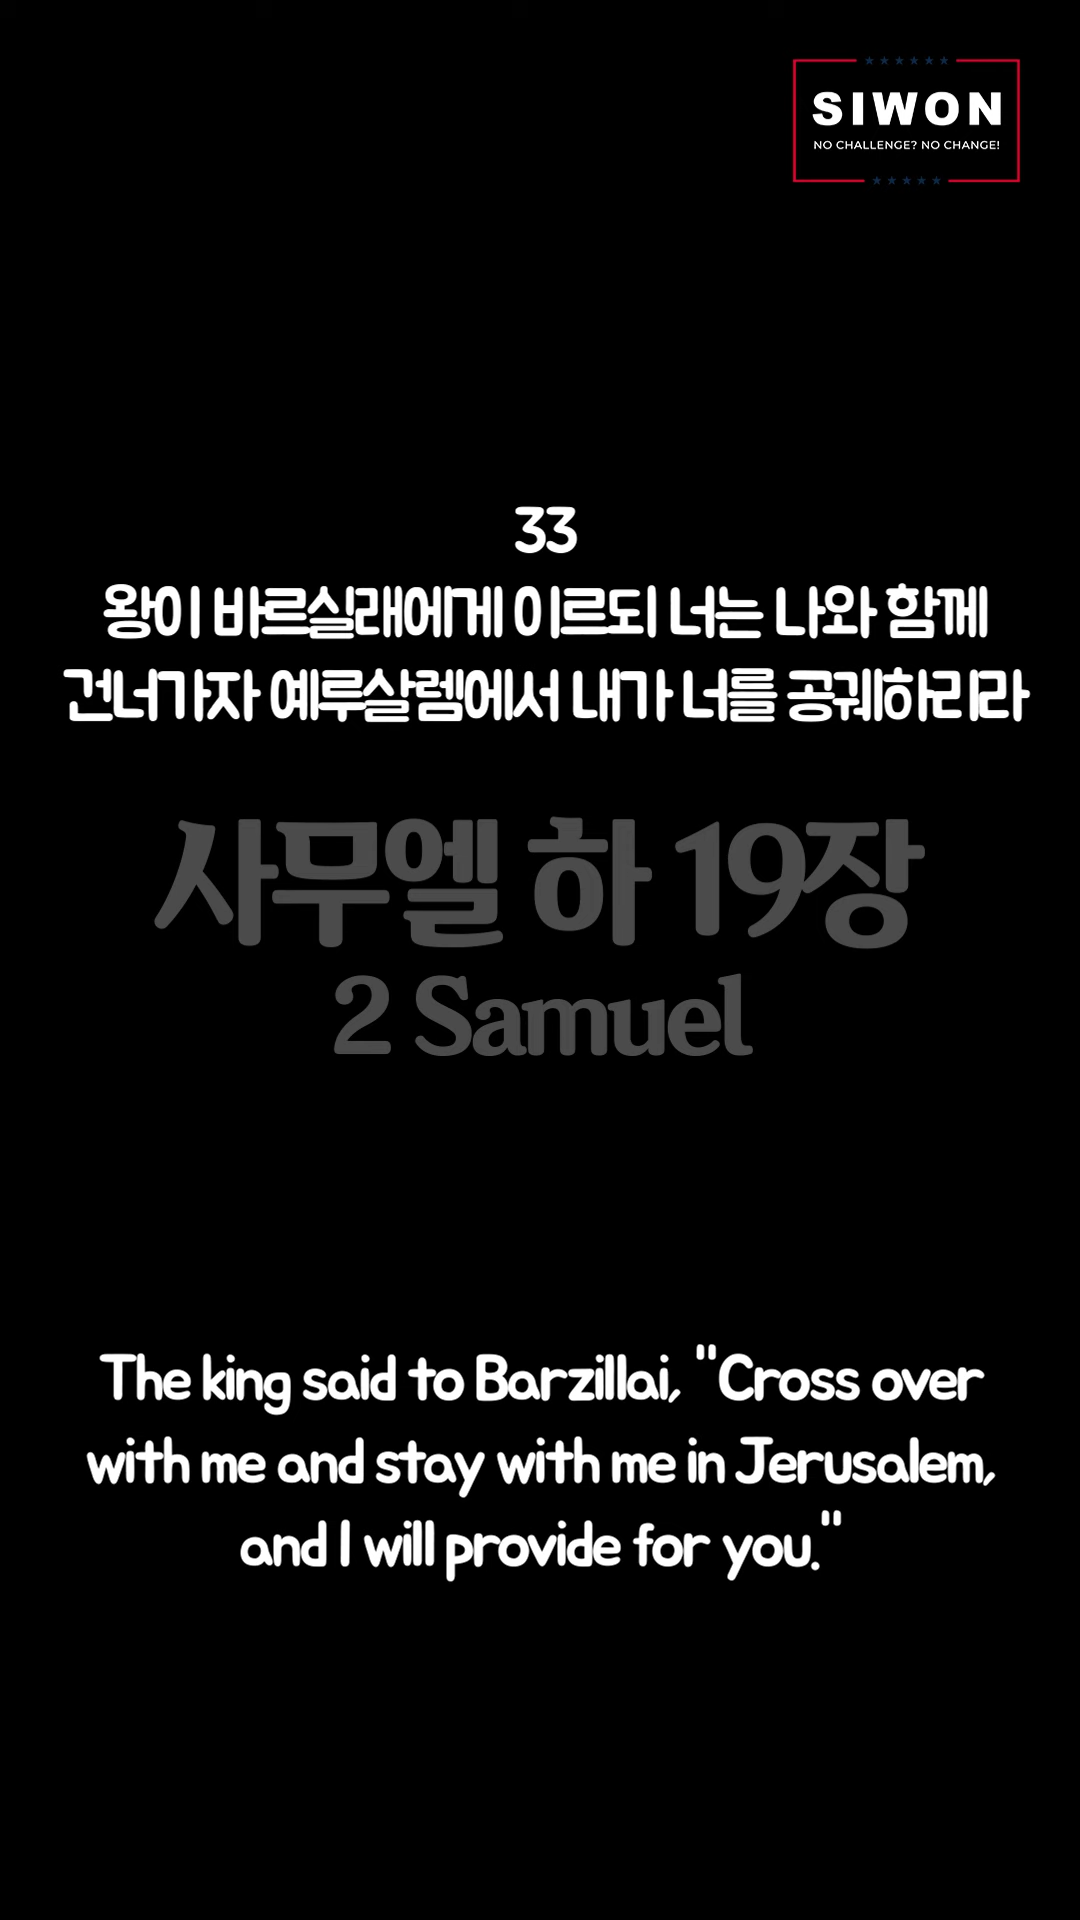 ★★★★★★
SIWON
NO CHALLENGE? NO CHANGE!
★★★★★
33
왕이 바르실래에게 이르되 너는 나와 함께
건너가자 예루살렘에서 내가 너를 공궤하리라
사무엘 하 19장
2 Samuel
The king said to Barzillai, "Cross over
with me and stay with me in Jerusalem,
and I will provide for you."